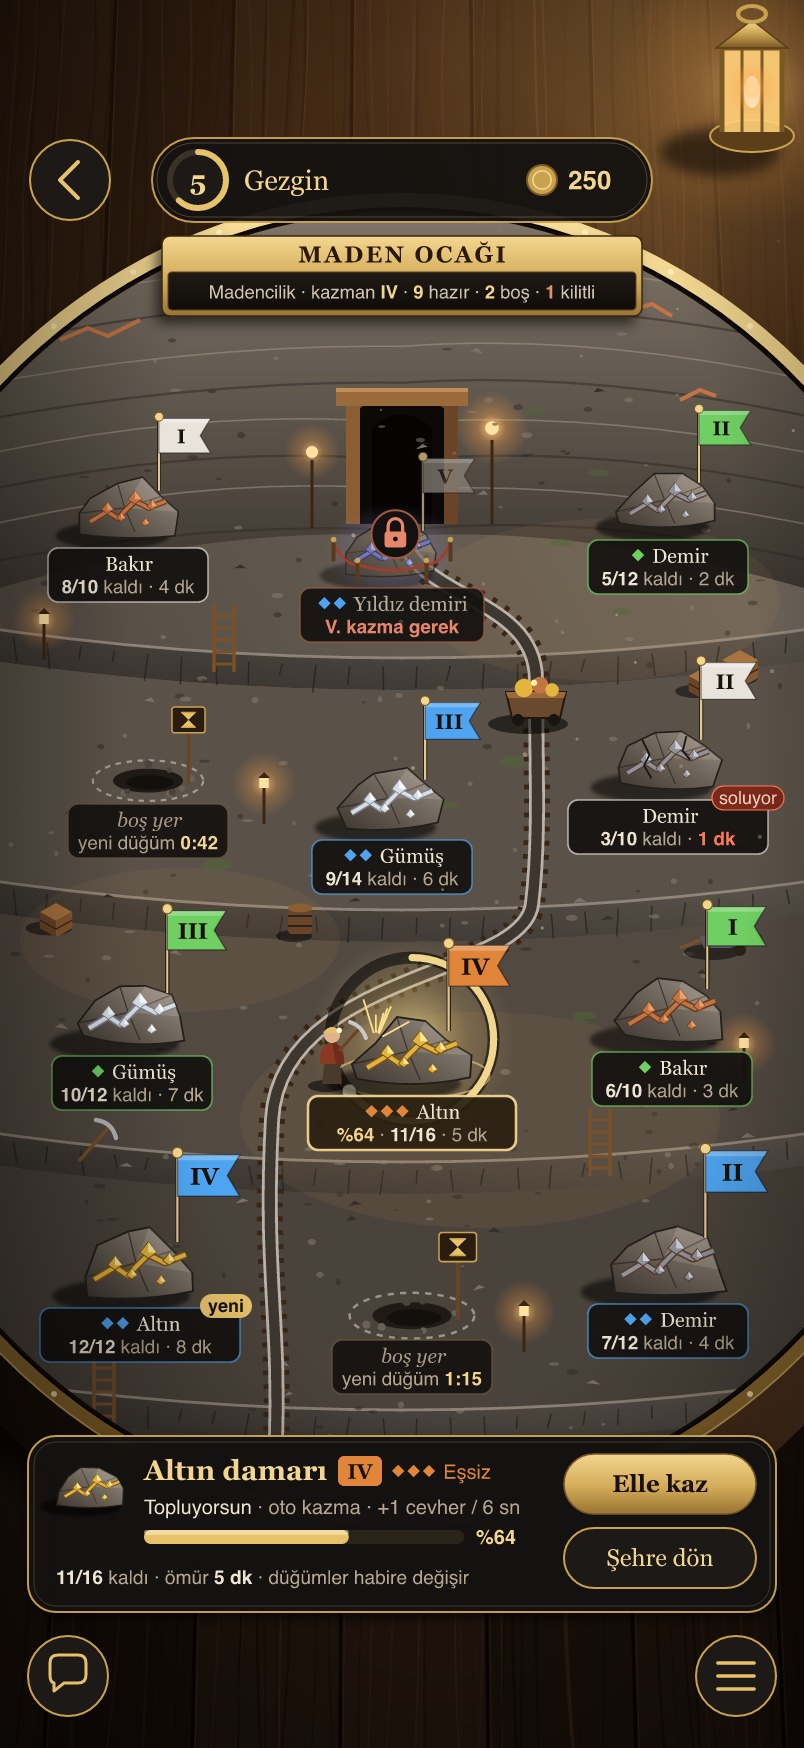 5 Gezgin 250
MADEN OCAĞI
Madencilik · kazman IV · 9 hazır · 2 boş · 1 kilitli
I
II
V
Bakır
8/10 kaldı · 4 dk
Demir
5/12 kaldı · 2 dk
Yıldız demiri
V. kazma gerek
II
III
boş yer
yeni düğüm 0:42
soluyor
Demir
3/10 kaldı · 1 dk
Gümüş
9/14 kaldı · 6 dk
III
I
IV
Gümüş
10/12 kaldı · 7 dk
Bakır
6/10 kaldı · 3 dk
Altın
%64 · 11/16 · 5 dk
IV
II
yeni
Altın
12/12 kaldı · 8 dk
Demir
7/12 kaldı · 4 dk
boş yer
yeni düğüm 1:15
Altın damarı IV Eşsiz
Topluyorsun · oto kazma · +1 cevher / 6 sn
%64
11/16 kaldı · ömür 5 dk · düğümler habire değişir
Elle kaz
Şehre dön